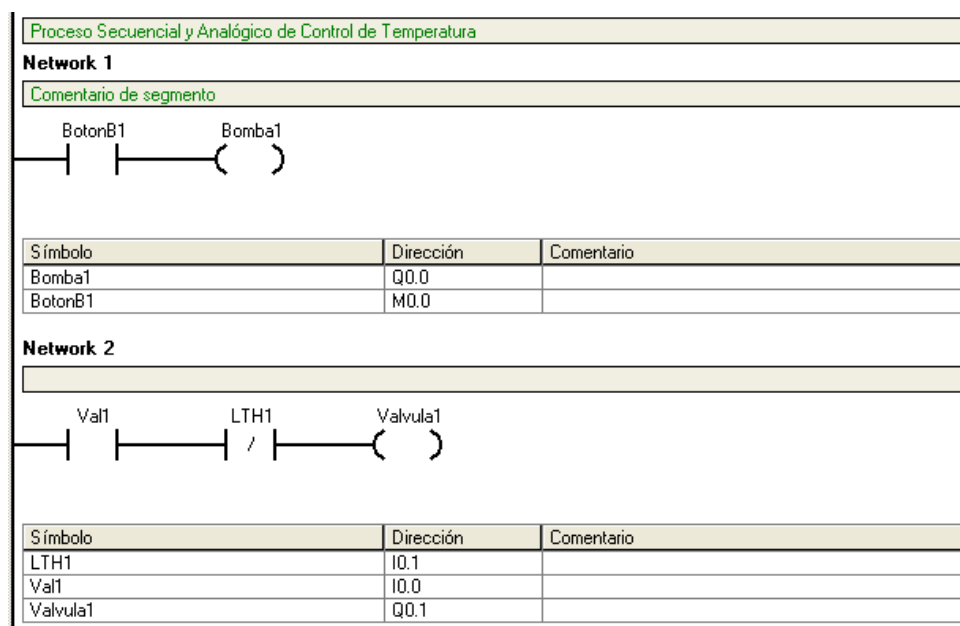 Proceso Secuencial y Analógico de Control de Temperatura
Network 1
Comentario de segmento
BotonB1 Bomba1
Símbolo Dirección Comentario
Bomba1 Q0.0
BotonB1 M0.0
Network 2
Val1 LTH1 Valvula1
/
Símbolo Dirección Comentario
LTH1 I0.1
Val1 I0.0
Valvula1 Q0.1